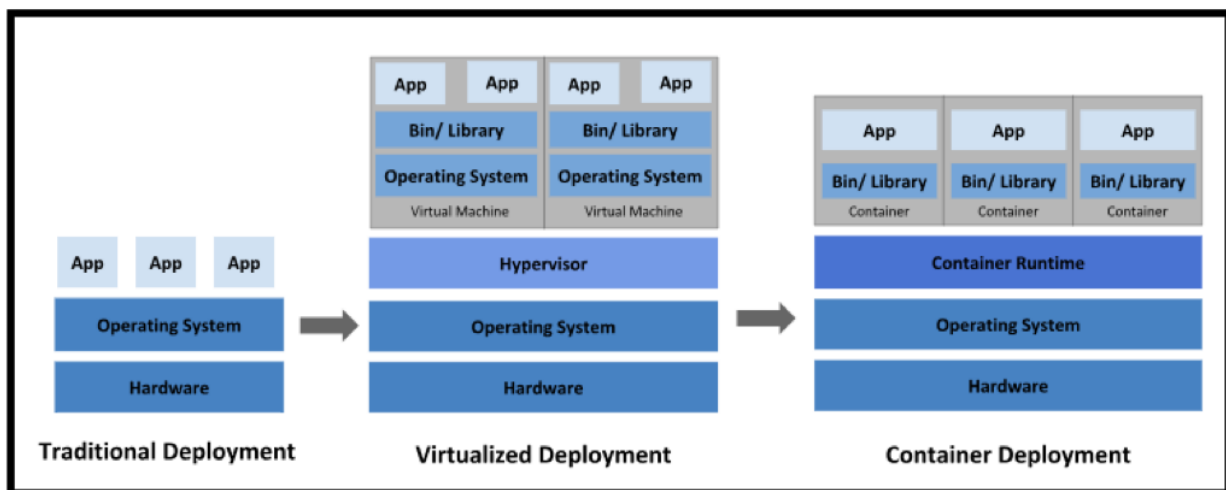 App App App
Operating System
Hardware
Traditional Deployment
App App App App
Bin/ Library Bin/ Library
Operating System Operating System
Virtual Machine Virtual Machine
Hypervisor
Operating System
Hardware
Virtualized Deployment
App App App
Bin/ Library Bin/ Library Bin/ Library
Container Container Container
Container Runtime
Operating System
Hardware
Container Deployment